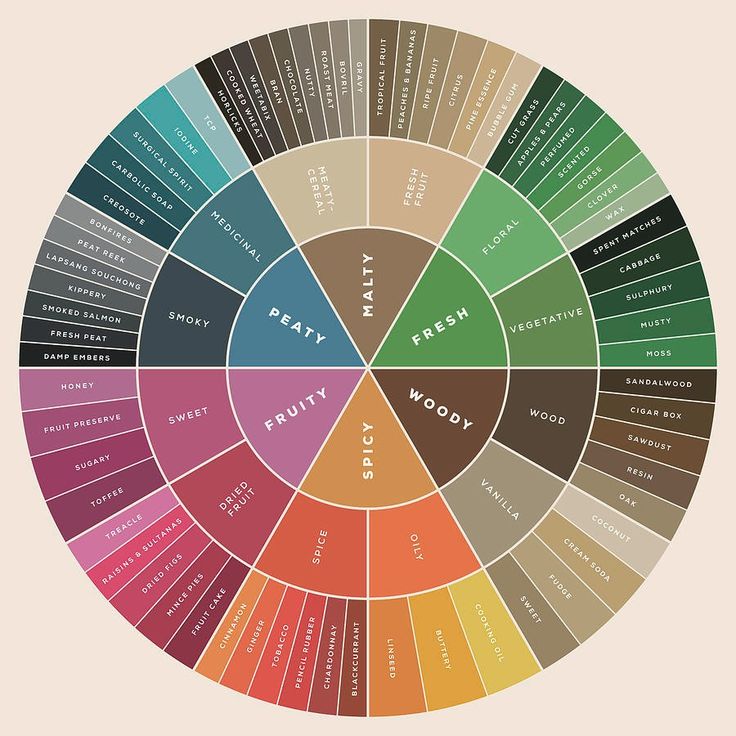 MALTY
FRESH
WOODY
SPICY
FRUITY
PEATY
MEATY-
CEREAL
FRESH
FRUIT
FLORAL
VEGETATIVE
WOOD
VANILLA
OILY
SPICE
DRIED
FRUIT
SWEET
SMOKY
MEDICINAL
HORLICKS
COOKED WHEAT
WEETABIX
BRAN
CHOCOLATE
NUTTY
ROAST MEAT
BOVRIL
GRAVY
TROPICAL FRUIT
PEACHES & BANANAS
RIPE FRUIT
CITRUS
PINE ESSENCE
BUBBLE GUM
CUT GRASS
APPLES & PEARS
PERFUMED
SCENTED
GORSE
CLOVER
WAX
SPENT MATCHES
CABBAGE
SULPHURY
MUSTY
MOSS
SANDALWOOD
CIGAR BOX
SAWDUST
RESIN
OAK
COCONUT
CREAM SODA
FUDGE
SWEET
COOKING OIL
BUTTERY
LINSEED
BLACKCURRANT
CHARDONNAY
PENCIL RUBBER
TOBACCO
GINGER
CINNAMON
FRUIT CAKE
MINCE PIES
DRIED FIGS
RAISINS & SULTANAS
TREACLE
TOFFEE
SUGARY
FRUIT PRESERVE
HONEY
DAMP EMBERS
FRESH PEAT
SMOKED SALMON
KIPPERY
LAPSANG SOUCHONG
PEAT REEK
BONFIRES
CREOSOTE
CARBOLIC SOAP
SURGICAL SPIRIT
IODINE
TCP